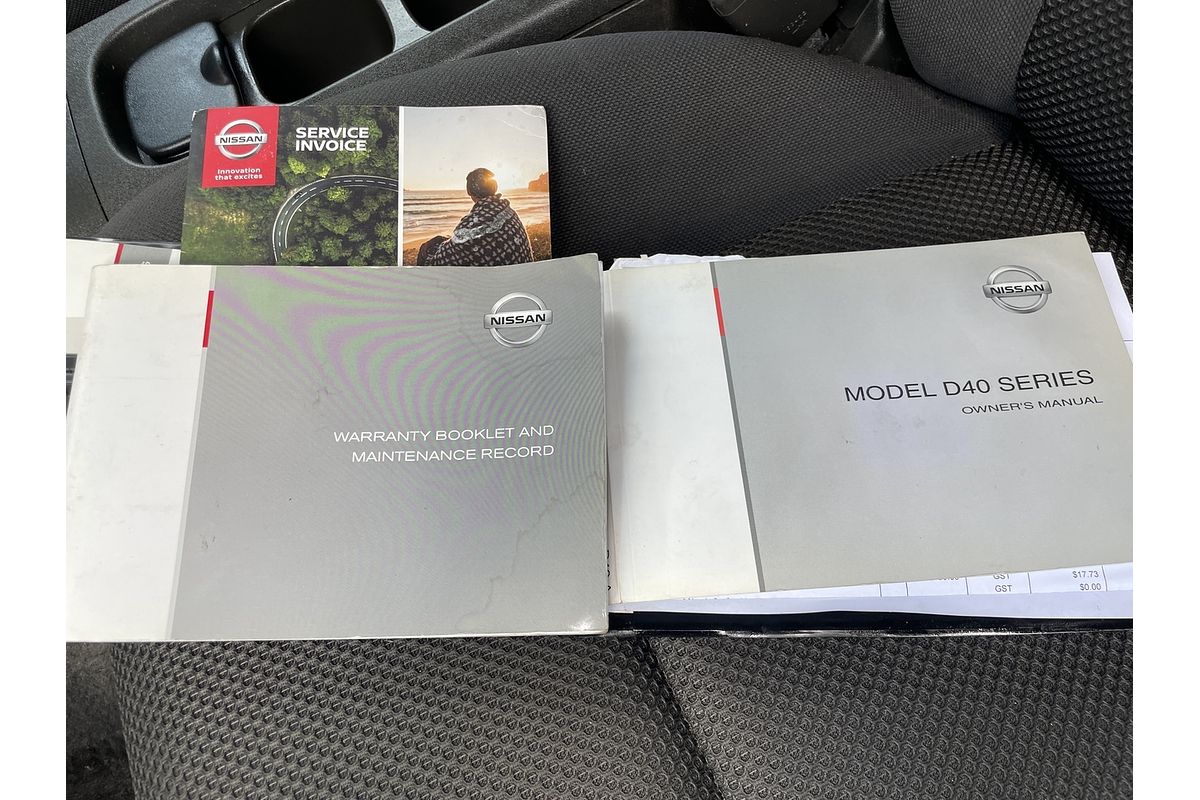 NISSAN
Innovation
that excites
SERVICE
INVOICE
NISSAN
WARRANTY BOOKLET AND
MAINTENANCE RECORD
NISSAN
MODEL D40 SERIES
OWNER'S MANUAL
GST
$17.73
GST
$0.00